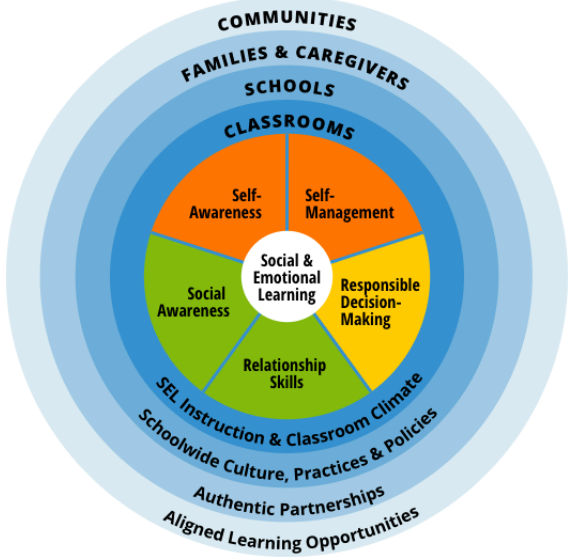 COMMUNITIES
FAMILIES & CAREGIVERS
SCHOOLS
CLASSROOMS
Self-
Awareness
Self-
Management
Social &
Emotional
Learning
Social
Awareness
Responsible
Decision-
Making
Relationship
Skills
SEL Instruction & Classroom Climate
Schoolwide Culture, Practices & Policies
Authentic Partnerships
Aligned Learning Opportunities